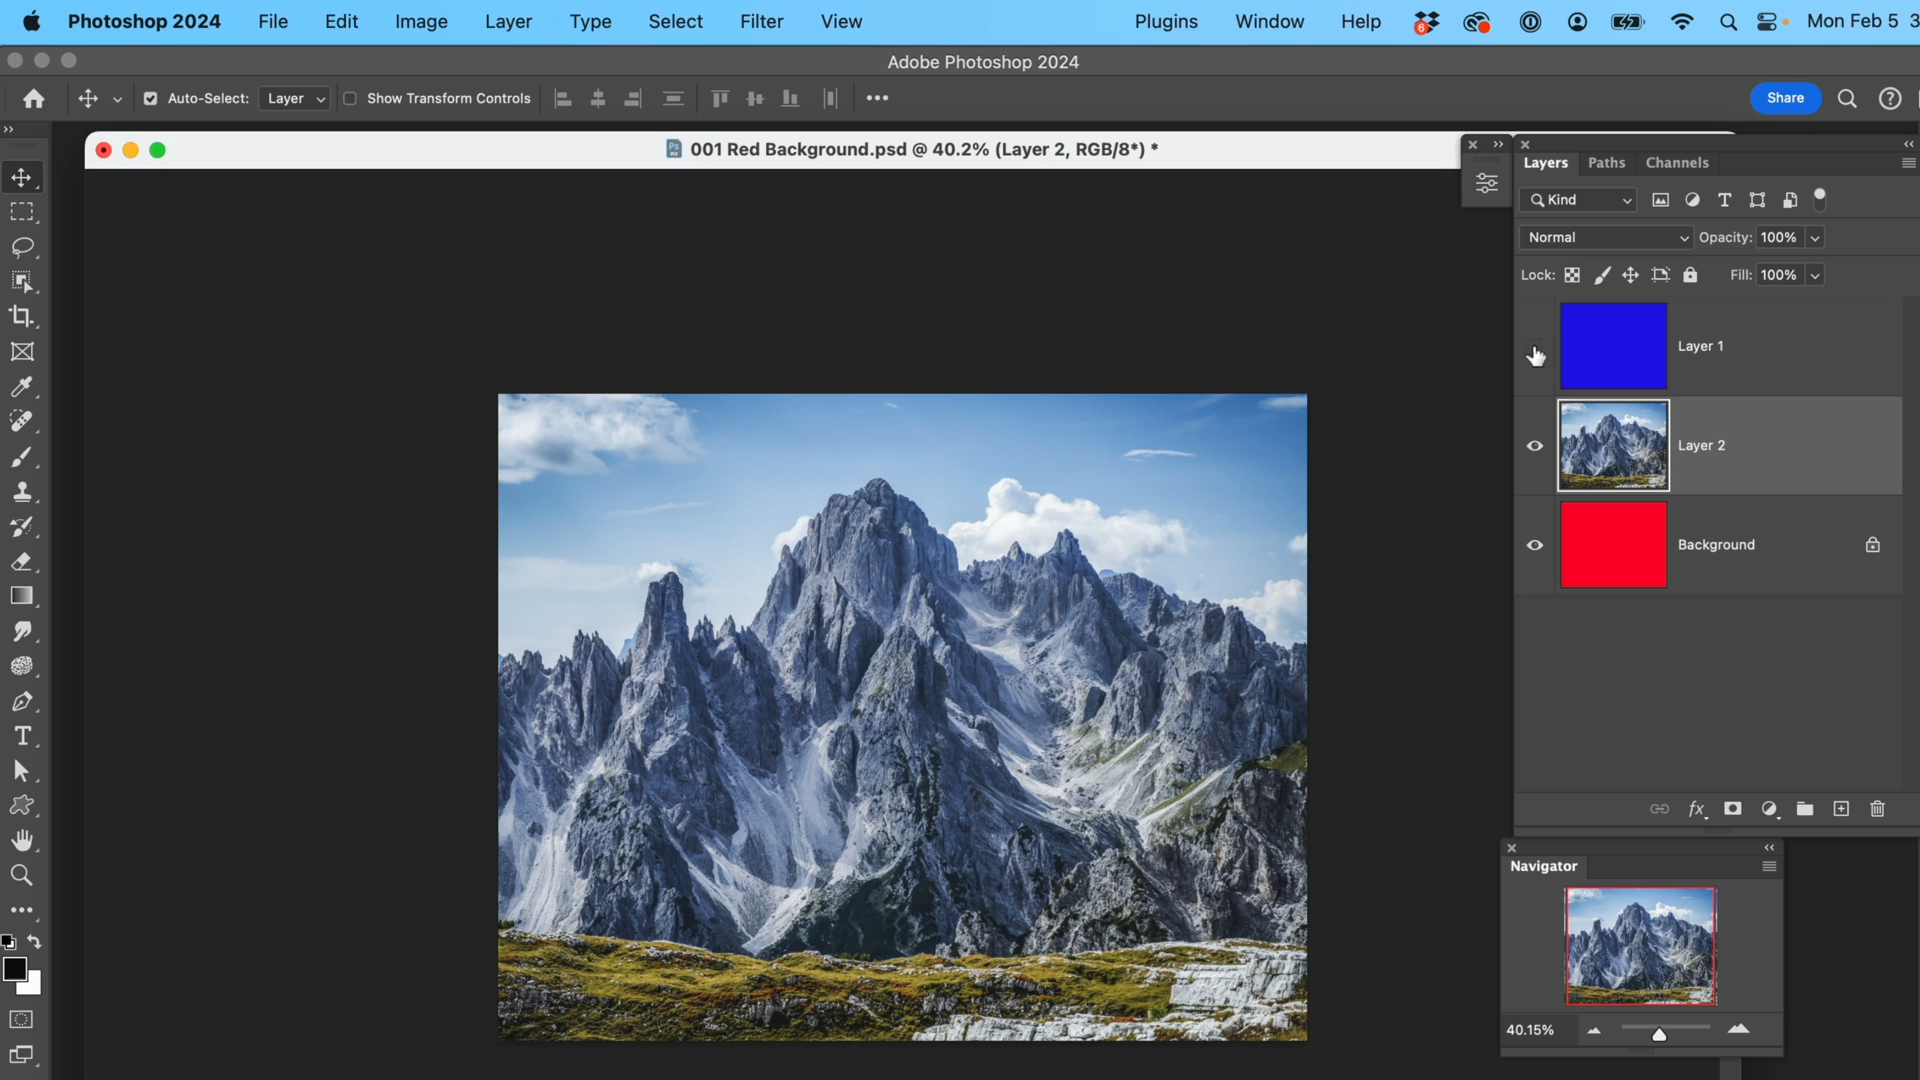 Photoshop 2024 File Edit Image Layer Type Select Filter View Plugins Window Help 6 Mon Feb 5 3
Adobe Photoshop 2024
Auto-Select: Layer Show Transform Controls Share
001 Red Background.psd @ 40.2% (Layer 2, RGB/8*) *
Layers Paths Channels
Kind
Normal Opacity: 100%
Lock: Fill: 100%
Layer 1
Layer 2
Background
fx
Navigator
40.15%